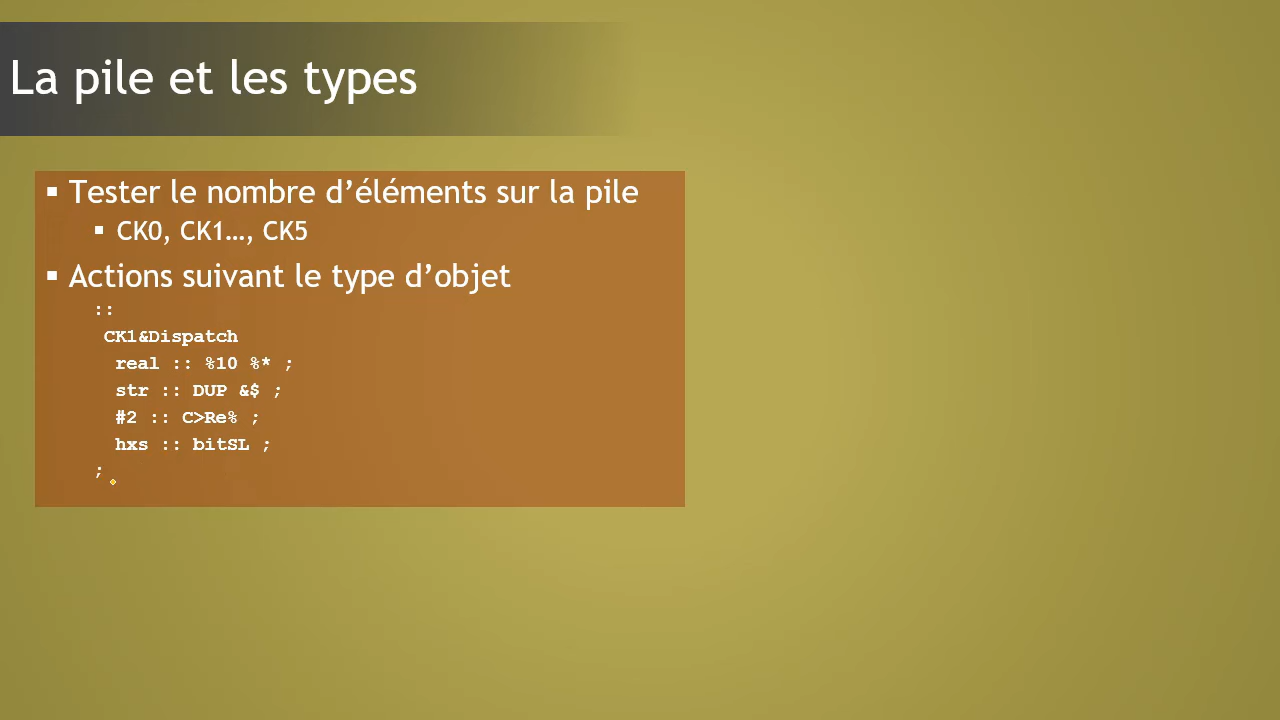 La pile et les types
▪ Tester le nombre d’éléments sur la pile
▪ CK0, CK1…, CK5
▪ Actions suivant le type d’objet
::
CK1&Dispatch
real :: %10 %* ;
str :: DUP &$ ;
#2 :: C>Re% ;
hxs :: bitSL ;
;